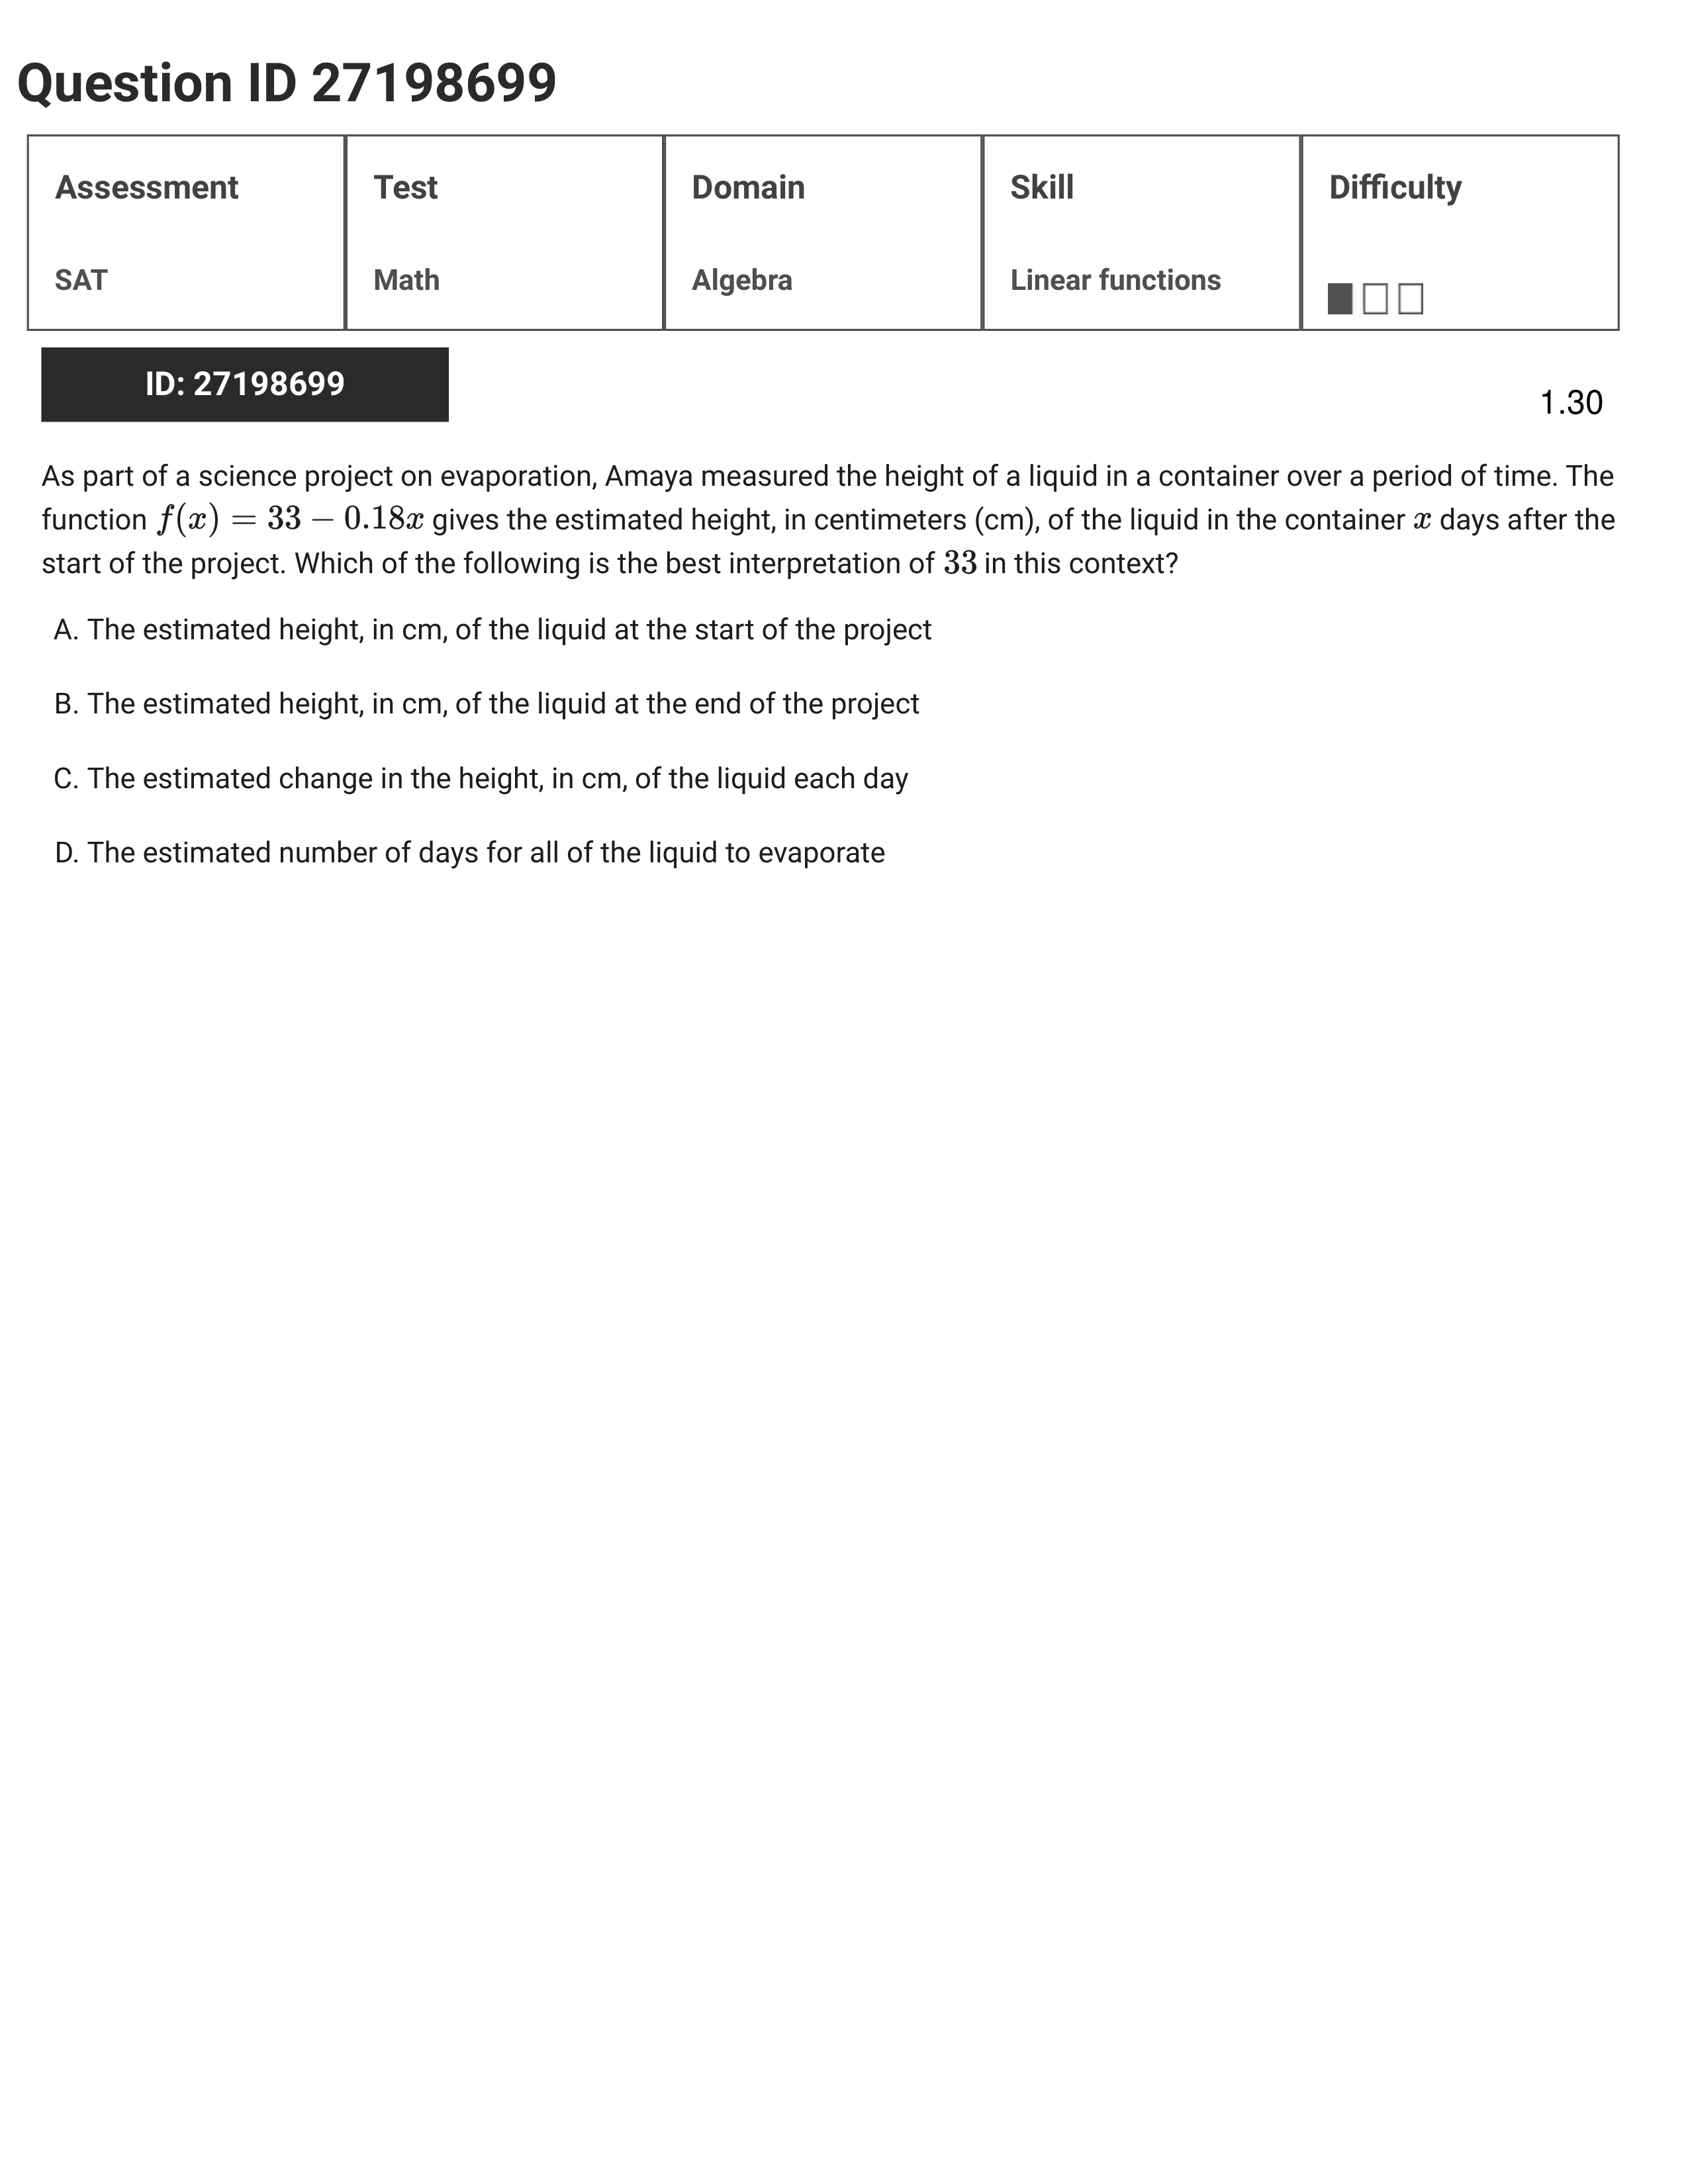 Question ID 27198699
Assessment
Test
Domain
Skill
Difficulty
SAT
Math
Algebra
Linear functions
ID: 27198699
1.30
As part of a science project on evaporation, Amaya measured the height of a liquid in a container over a period of time. The
function f(x) = 33 − 0.18x gives the estimated height, in centimeters (cm), of the liquid in the container x days after the
start of the project. Which of the following is the best interpretation of 33 in this context?
A. The estimated height, in cm, of the liquid at the start of the project
B. The estimated height, in cm, of the liquid at the end of the project
C. The estimated change in the height, in cm, of the liquid each day
D. The estimated number of days for all of the liquid to evaporate